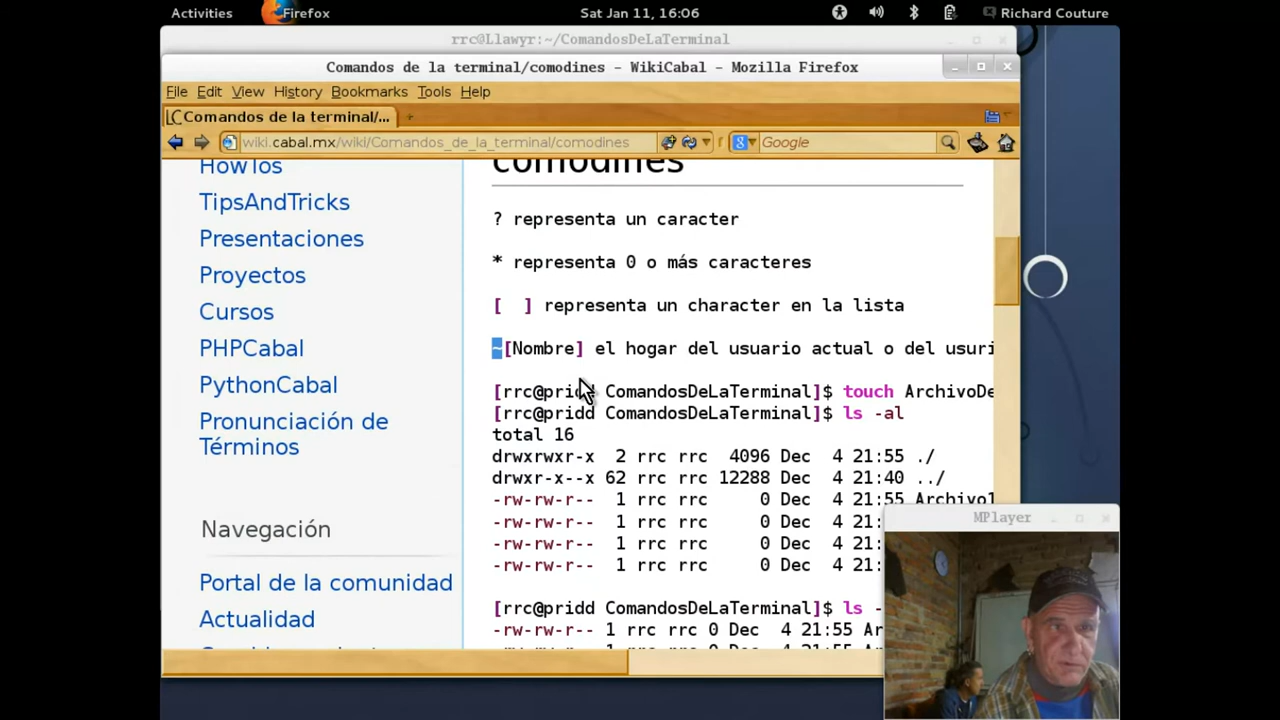 Activities Firefox Sat Jan 11, 16:06 Richard Couture
rrc@Llawyr:~/ComandosDeLaTerminal
Comandos de la terminal/comodines - WikiCabal - Mozilla Firefox
File Edit View History Bookmarks Tools Help
Comandos de la terminal/...
wiki.cabal.mx/wiki/Comandos_de_la_terminal/comodines Google
HowTos
TipsAndTricks
Presentaciones
Proyectos
Cursos
PHPCabal
PythonCabal
Pronunciación de
Términos
Navegación
Portal de la comunidad
Actualidad
comodines
? representa un caracter
* representa 0 o más caracteres
[ ] representa un character en la lista
~[Nombre] el hogar del usuario actual o del usuri
[rrc@pridd ComandosDeLaTerminal]$ touch ArchivoDe
[rrc@pridd ComandosDeLaTerminal]$ ls -al
total 16
drwxrwxr-x 2 rrc rrc 4096 Dec 4 21:55 ./
drwxr-x--x 62 rrc rrc 12288 Dec 4 21:40 ../
-rw-rw-r-- 1 rrc rrc 0 Dec 4 21:55 Archivo1
-rw-rw-r-- 1 rrc rrc 0 Dec 4 21:
-rw-rw-r-- 1 rrc rrc 0 Dec 4 21:
-rw-rw-r-- 1 rrc rrc 0 Dec 4 21:
[rrc@pridd ComandosDeLaTerminal]$ ls -
-rw-rw-r-- 1 rrc rrc 0 Dec 4 21:55 Ar
MPlayer